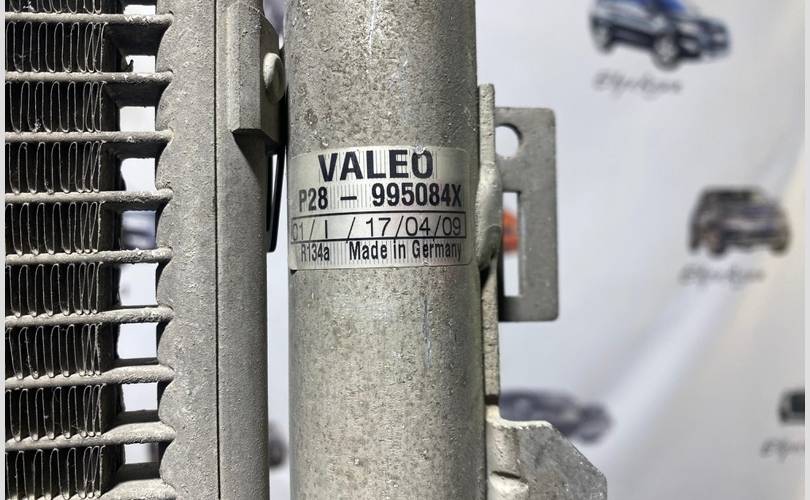 VALEO
P28 – 995084X
01 / I / 17/04/09
R134a Made in Germany